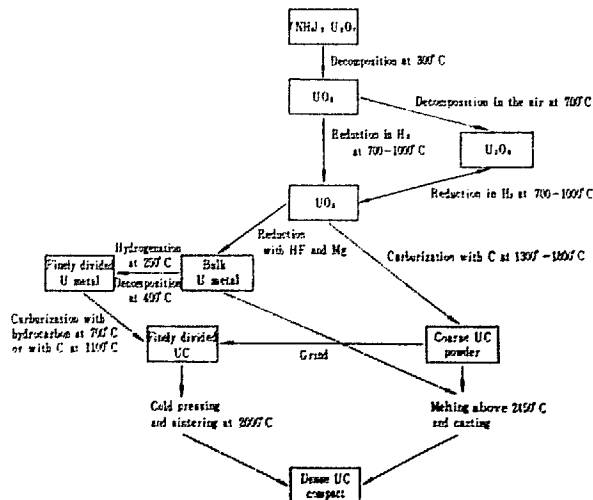 Decomposition at 300°C
UO₃
Decomposition in the air at 700°C
Reduction in H₂
at 700-1000°C
U₃O₈
Reduction in H₂ at 700-1000°C
UO₂
Reduction
with HF and Mg
Carburization with C at 1300°-1800°C
Hydrogenation
at 250°C
Finely divided
U metal
Decomposition
at 400°C
Bulk
U metal
Carburization with
hydrocarbon at 700°C
or with C at 1100°C
Finely divided
UC
Grind
Coarse UC
powder
Cold pressing
and sintering at 2000°C
Melting above 2450°C
and casting
Dense UC
compact